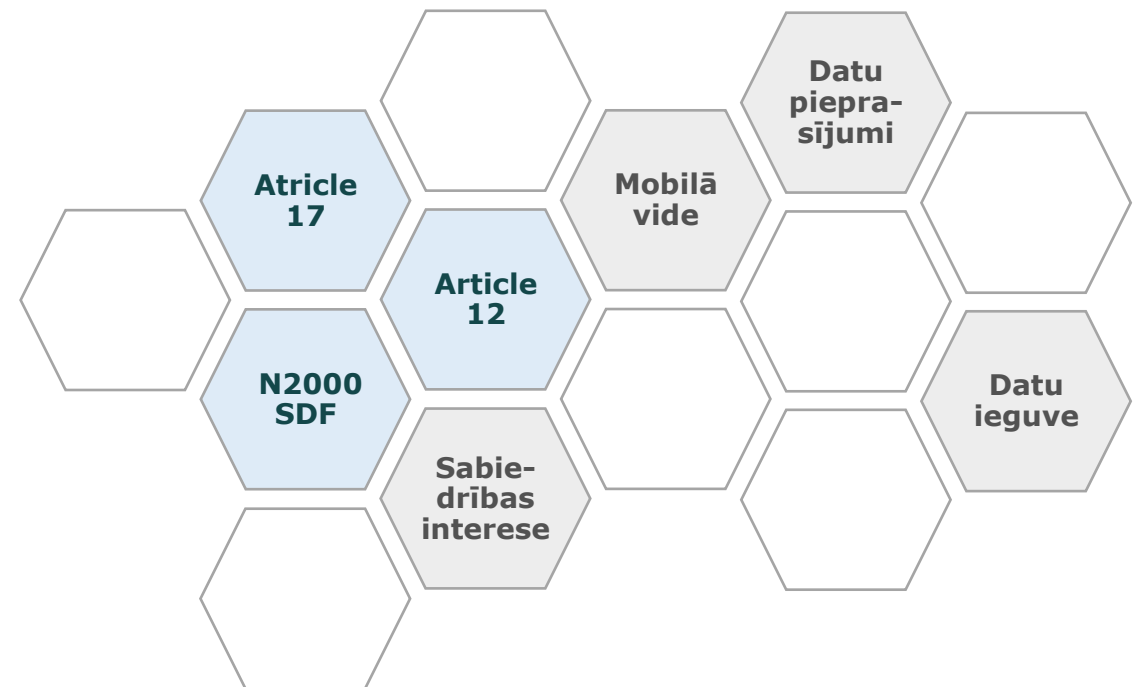 Datu
piepra-
sījumi
Atricle
17
Mobilā
vide
Article
12
N2000
SDF
Datu
ieguve
Sabie-
drības
interese